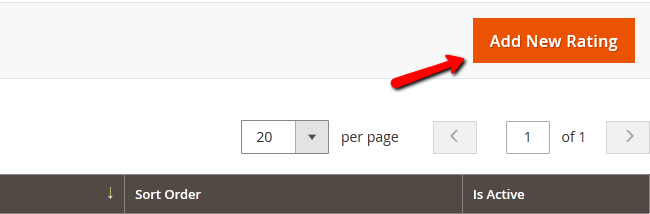 Add New Rating
20 per page 1 of 1
↓ Sort Order Is Active